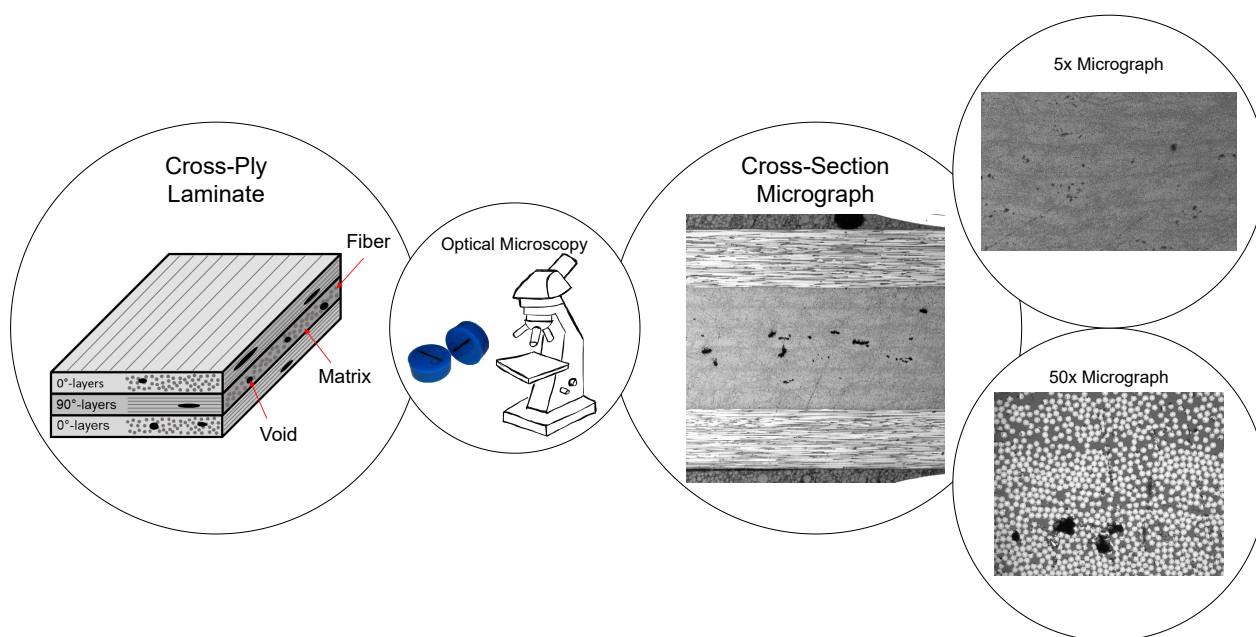 Cross-Ply
Laminate
Fiber
Matrix
Void
0°-layers
90°-layers
0°-layers
Optical Microscopy
Cross-Section
Micrograph
5x Micrograph
50x Micrograph